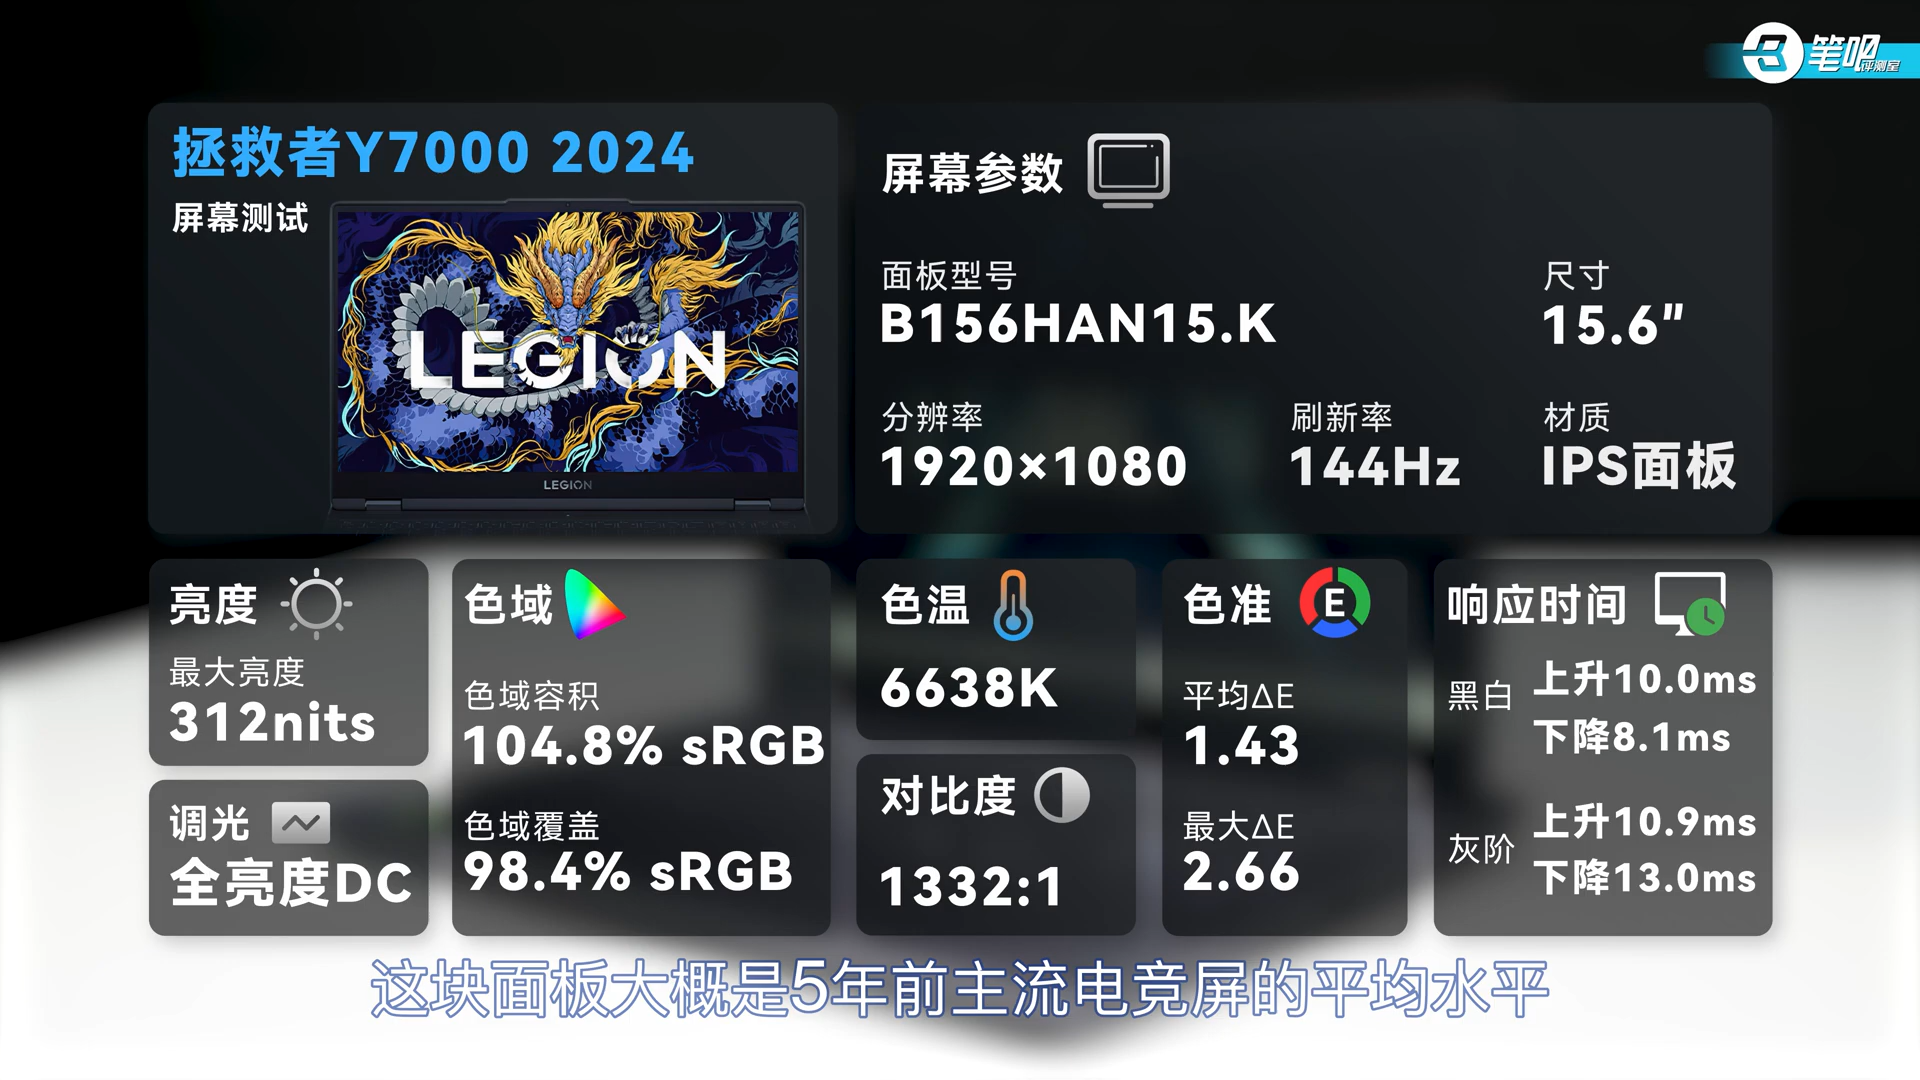 笔吧
评测室
拯救者Y7000 2024
屏幕测试
LEGION
LEGION
屏幕参数
面板型号
B156HAN15.K
尺寸
15.6"
分辨率
1920×1080
刷新率
144Hz
材质
IPS面板
亮度
最大亮度
312nits
调光
全亮度DC
色域
色域容积
104.8% sRGB
色域覆盖
98.4% sRGB
色温
6638K
对比度
1332:1
色准
E
平均ΔE
1.43
最大ΔE
2.66
响应时间
黑白
上升10.0ms
下降8.1ms
灰阶
上升10.9ms
下降13.0ms
这块面板大概是5年前主流电竞屏的平均水平